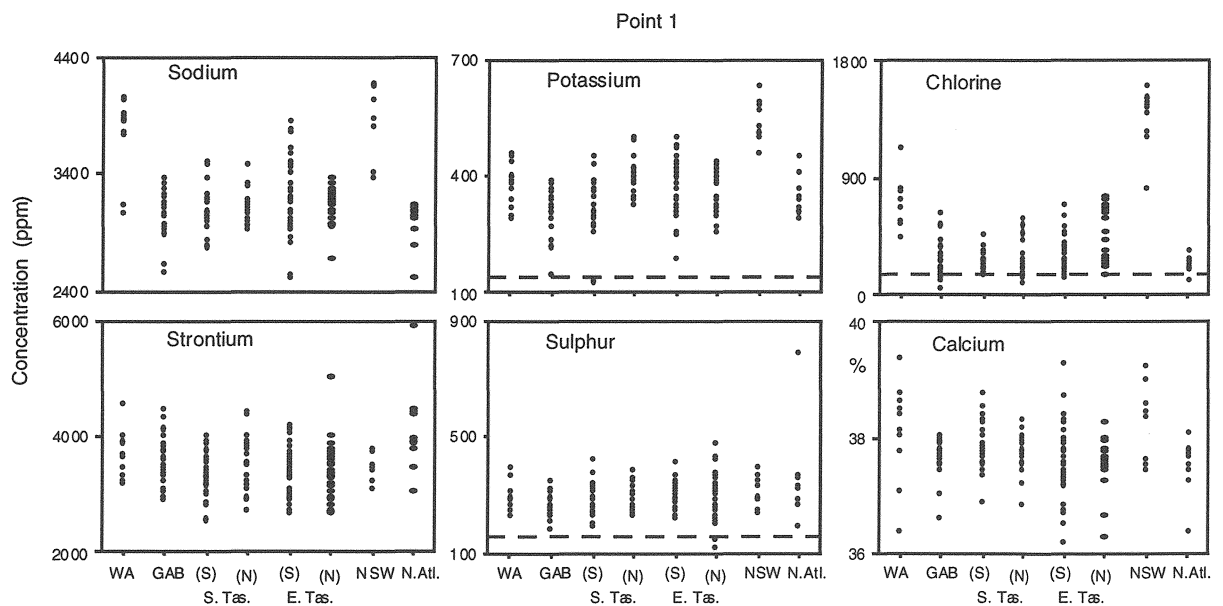 Point 1
4400
Sodium
3400
2400
700
Potassium
400
100
1800
Chlorine
900
0
Concentration (ppm)
6000
Strontium
4000
2000
900
Sulphur
500
100
40
%
Calcium
38
36
WA GAB (S) (N) (S) (N) NSW N.Atl.
S. Tas. E. Tas.
WA GAB (S) (N) (S) (N) NSW N.Atl.
S. Tas. E. Tas.
WA GAB (S) (N) (S) (N) NSW N.Atl.
S. Tas. E. Tas.